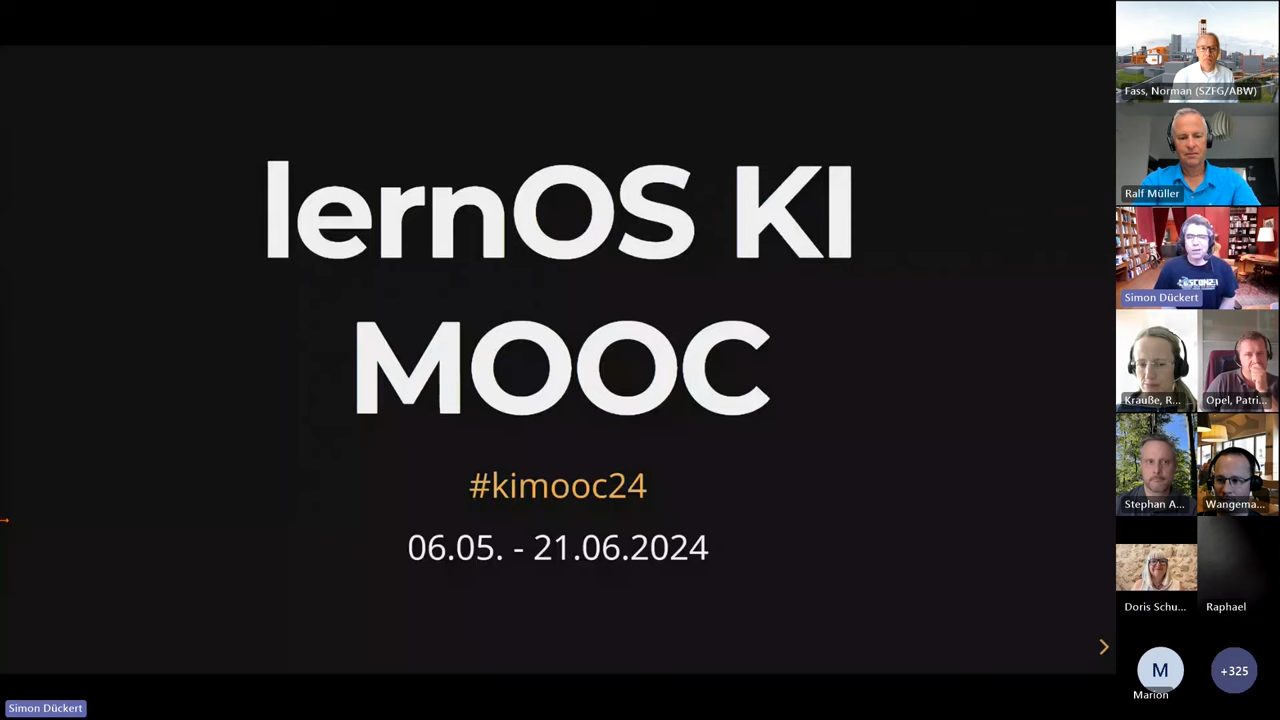 lernOS KI
MOOC
#kimooc24
06.05. - 21.06.2024
Simon Dückert
Fass, Norman (SZFG/ABW)
Ralf Müller
Simon Dückert
Krauße, R...
Opel, Patri...
Stephan A...
Wangema...
Doris Schu...
Raphael
M
Marion
+325